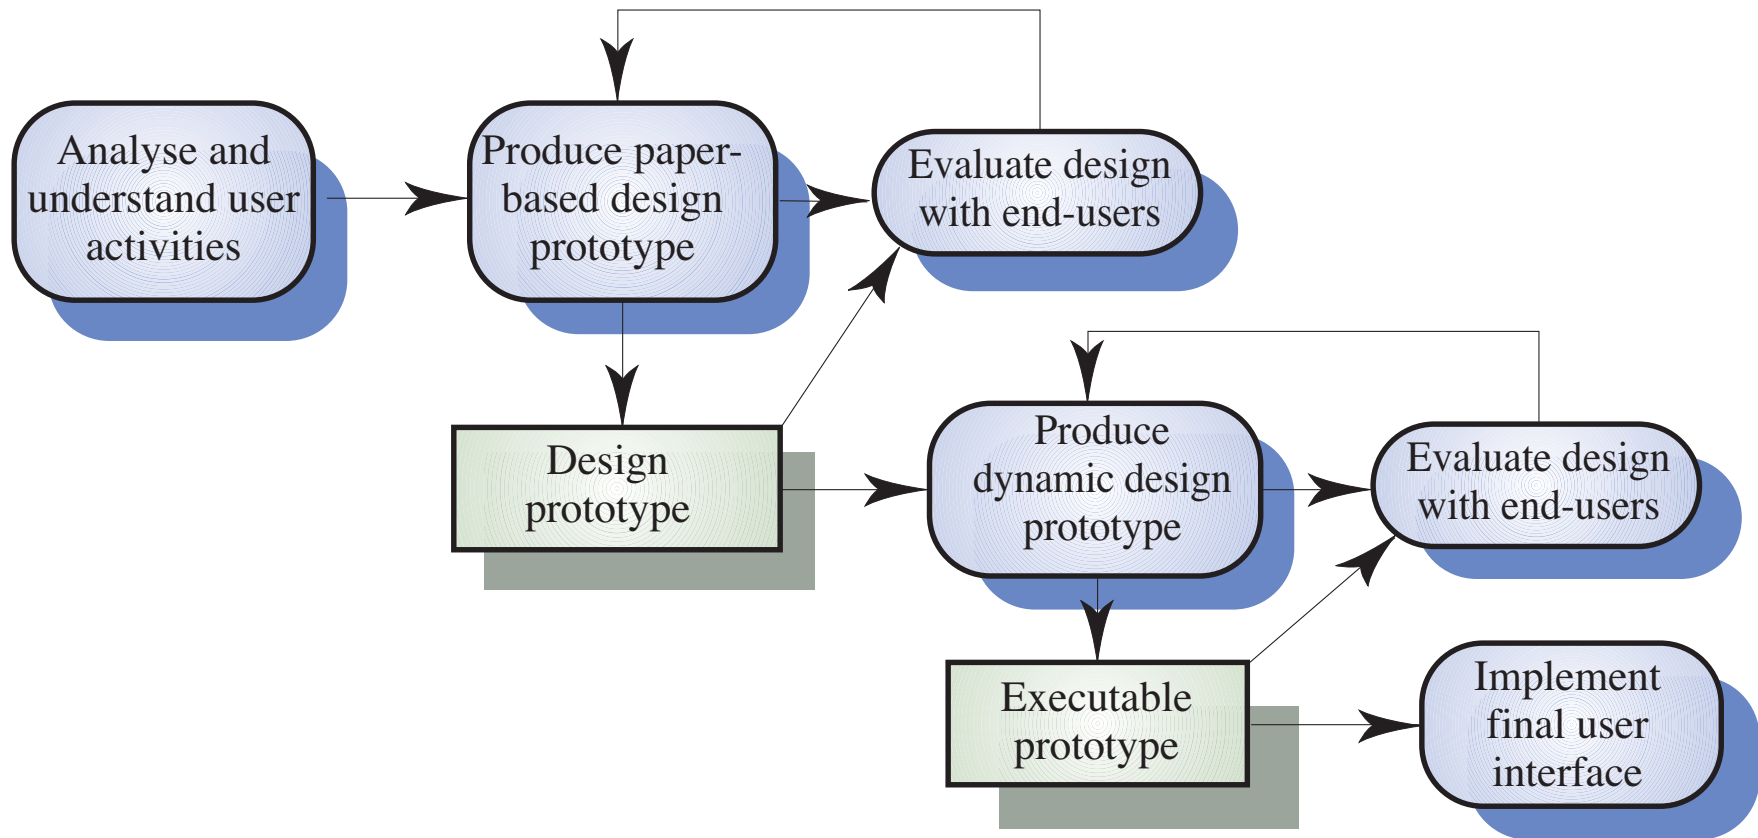 Analyse and
understand user
activities
Produce paper-
based design
prototype
Evaluate design
with end-users
Design
prototype
Produce
dynamic design
prototype
Evaluate design
with end-users
Executable
prototype
Implement
final user
interface